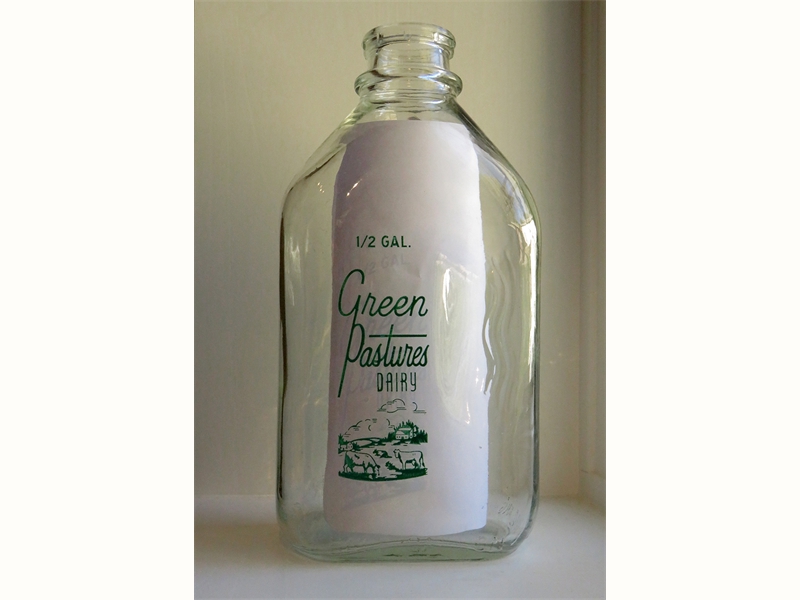 1/2 GAL.
Green
Pastures
DAIRY